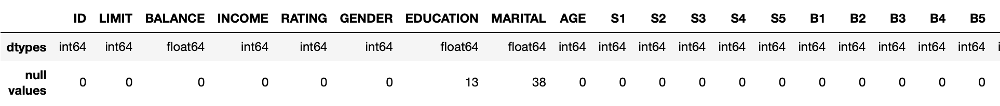 ID LIMIT BALANCE INCOME RATING GENDER EDUCATION MARITAL AGE S1 S2 S3 S4 S5 B1 B2 B3 B4 B5
dtypes int64 int64 float64 int64 int64 int64 float64 float64 int64 int64 int64 int64 int64 int64 int64 int64 int64 int64 int64
null
values 0 0 0 0 0 0 13 38 0 0 0 0 0 0 0 0 0 0 0